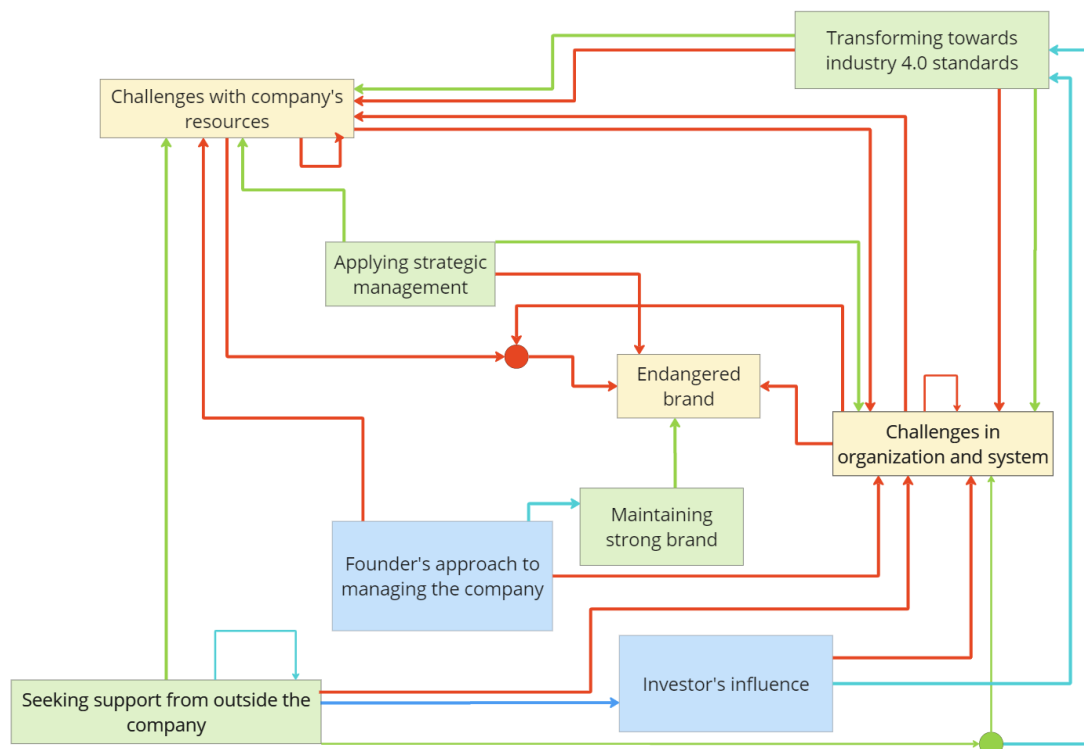 Transforming towards
industry 4.0 standards
Challenges with company's
resources
Applying strategic
management
Endangered
brand
Challenges in
organization and system
Maintaining
strong brand
Founder's approach to
managing the company
Investor's influence
Seeking support from outside the
company